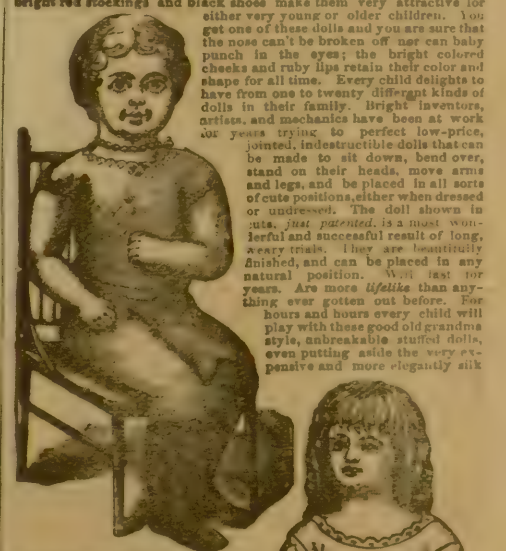 bright red stockings and black shoes make them very attractive for
either very young or older children. You
get one of these dolls and you are sure that
the nose can't be broken off nor can baby
punch in the eyes; the bright colored
cheeks and ruby lips retain their color and
shape for all time. Every child delights to
have from one to twenty different kinds of
dolls in their family. Bright inventors,
artists, and mechanics have been at work
for years trying to perfect low-price,
jointed, indestructible dolls that can
be made to sit down, bend over,
stand on their heads, move arms
and legs, and be placed in all sorts
of cute positions, either when dressed
or undressed. The doll shown in
cuts, just patented, is a most won-
derful and successful result of long,
weary trials. They are beautifully
finished, and can be placed in any
natural position. Will last for
years. Are more lifelike than any-
thing ever gotten out before. For
hours and hours every child will
play with these good old grandma
style, unbreakable stuffed dolls,
even putting aside the very ex-
pensive and more elegantly silk